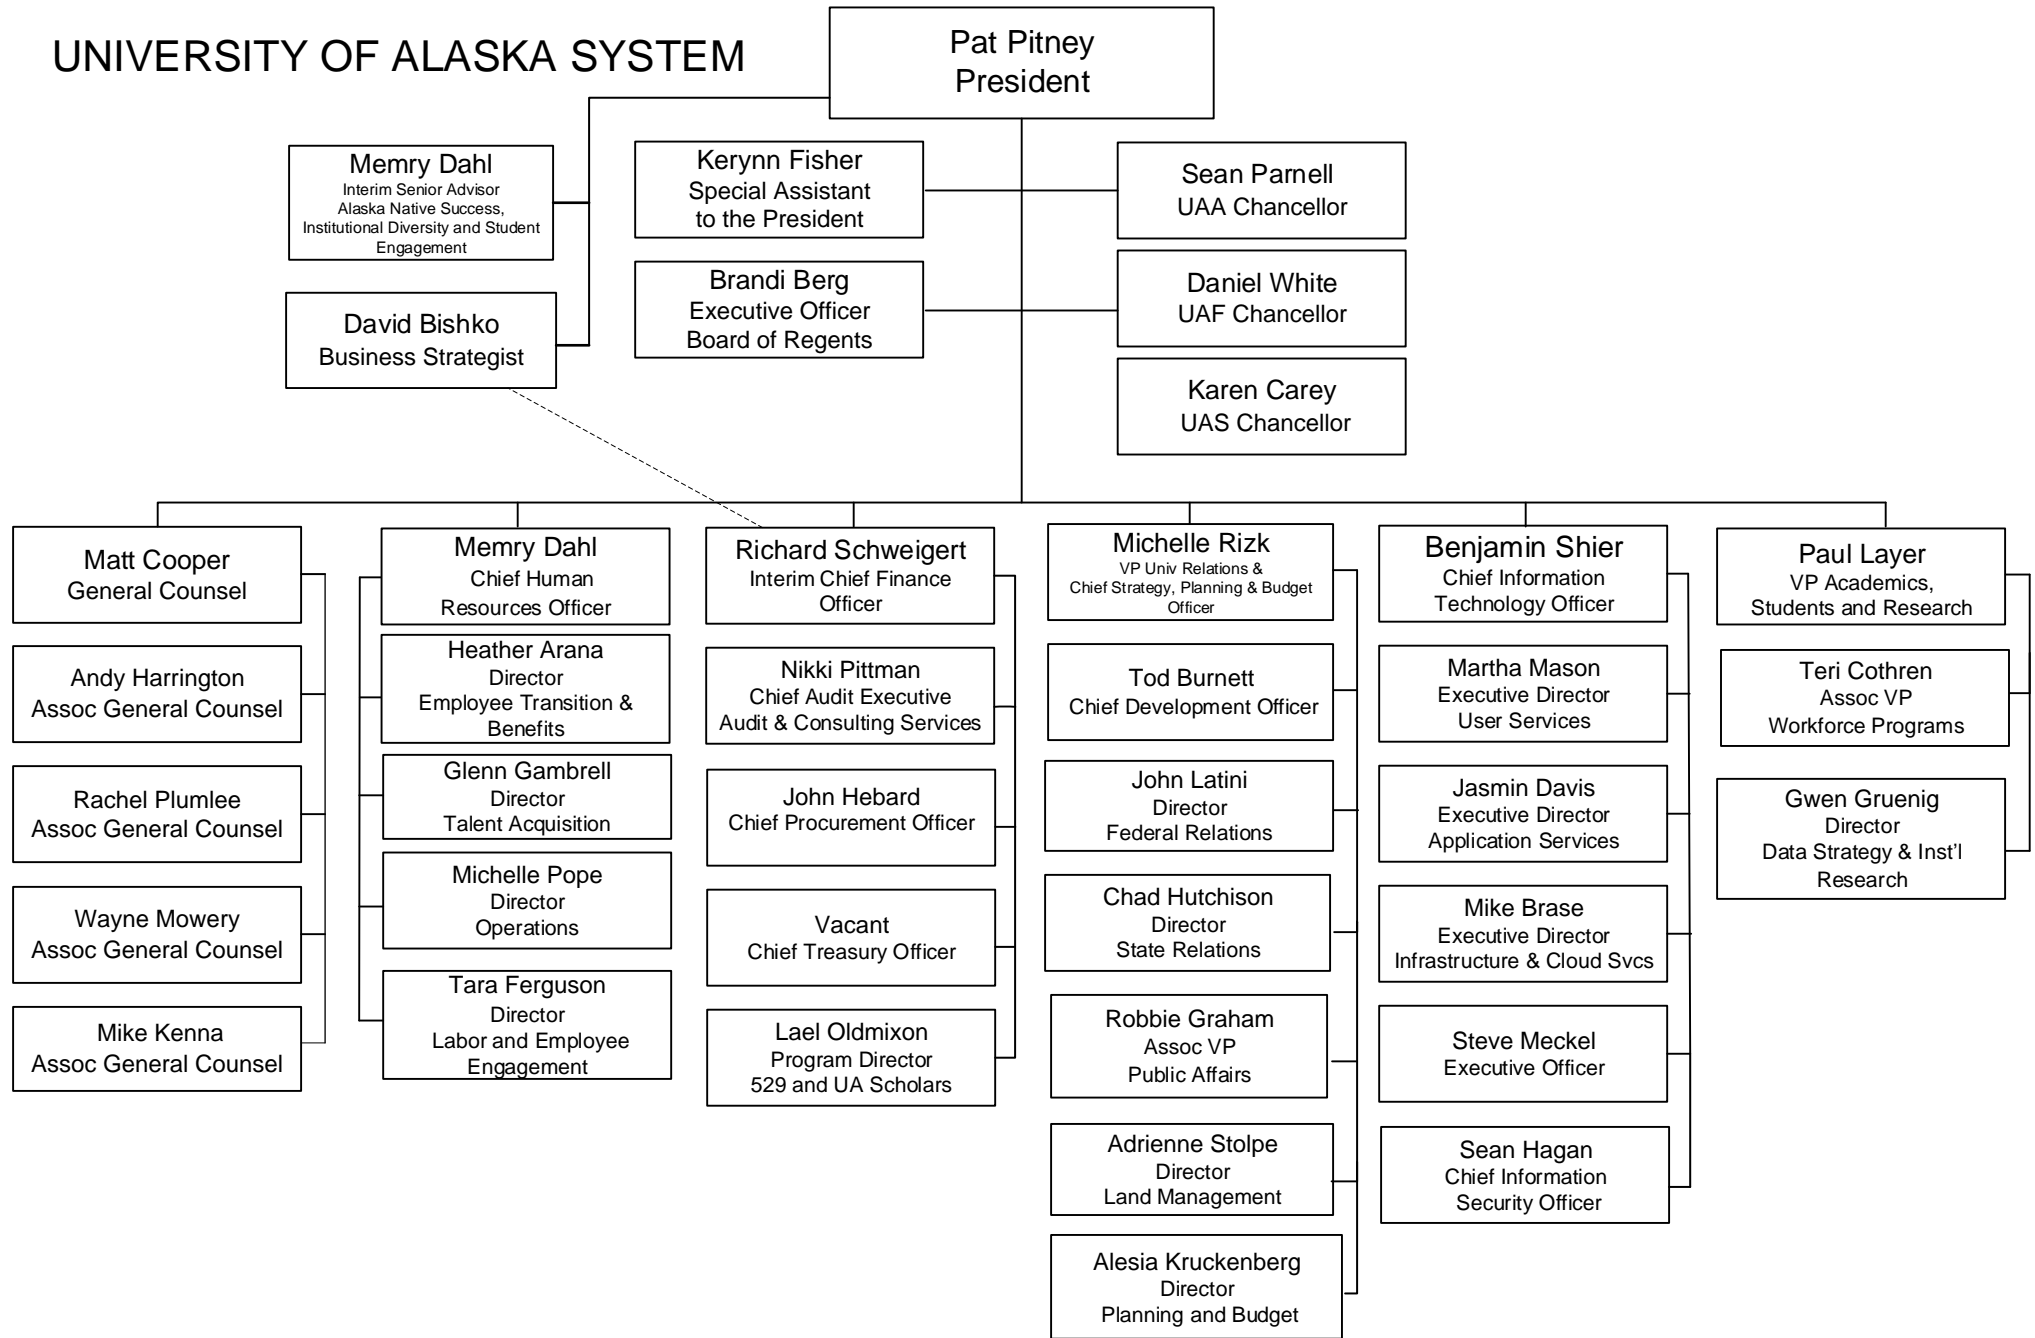 UNIVERSITY OF ALASKA SYSTEM
Pat Pitney
President
Memry Dahl
Interim Senior Advisor
Alaska Native Success,
Institutional Diversity and Student
Engagement
Kerynn Fisher
Special Assistant
to the President
Sean Parnell
UAA Chancellor
David Bishko
Business Strategist
Brandi Berg
Executive Officer
Board of Regents
Daniel White
UAF Chancellor
Karen Carey
UAS Chancellor
Matt Cooper
General Counsel
Andy Harrington
Assoc General Counsel
Rachel Plumlee
Assoc General Counsel
Wayne Mowery
Assoc General Counsel
Mike Kenna
Assoc General Counsel
Memry Dahl
Chief Human
Resources Officer
Heather Arana
Director
Employee Transition &
Benefits
Glenn Gambrell
Director
Talent Acquisition
Michelle Pope
Director
Operations
Tara Ferguson
Director
Labor and Employee
Engagement
Richard Schweigert
Interim Chief Finance
Officer
Nikki Pittman
Chief Audit Executive
Audit & Consulting Services
John Hebard
Chief Procurement Officer
Vacant
Chief Treasury Officer
Lael Oldmixon
Program Director
529 and UA Scholars
Michelle Rizk
VP Univ Relations &
Chief Strategy, Planning & Budget
Officer
Tod Burnett
Chief Development Officer
John Latini
Director
Federal Relations
Chad Hutchison
Director
State Relations
Robbie Graham
Assoc VP
Public Affairs
Adrienne Stolpe
Director
Land Management
Alesia Kruckenberg
Director
Planning and Budget
Benjamin Shier
Chief Information
Technology Officer
Martha Mason
Executive Director
User Services
Jasmin Davis
Executive Director
Application Services
Mike Brase
Executive Director
Infrastructure & Cloud Svcs
Steve Meckel
Executive Officer
Sean Hagan
Chief Information
Security Officer
Paul Layer
VP Academics,
Students and Research
Teri Cothren
Assoc VP
Workforce Programs
Gwen Gruenig
Director
Data Strategy & Inst'l
Research